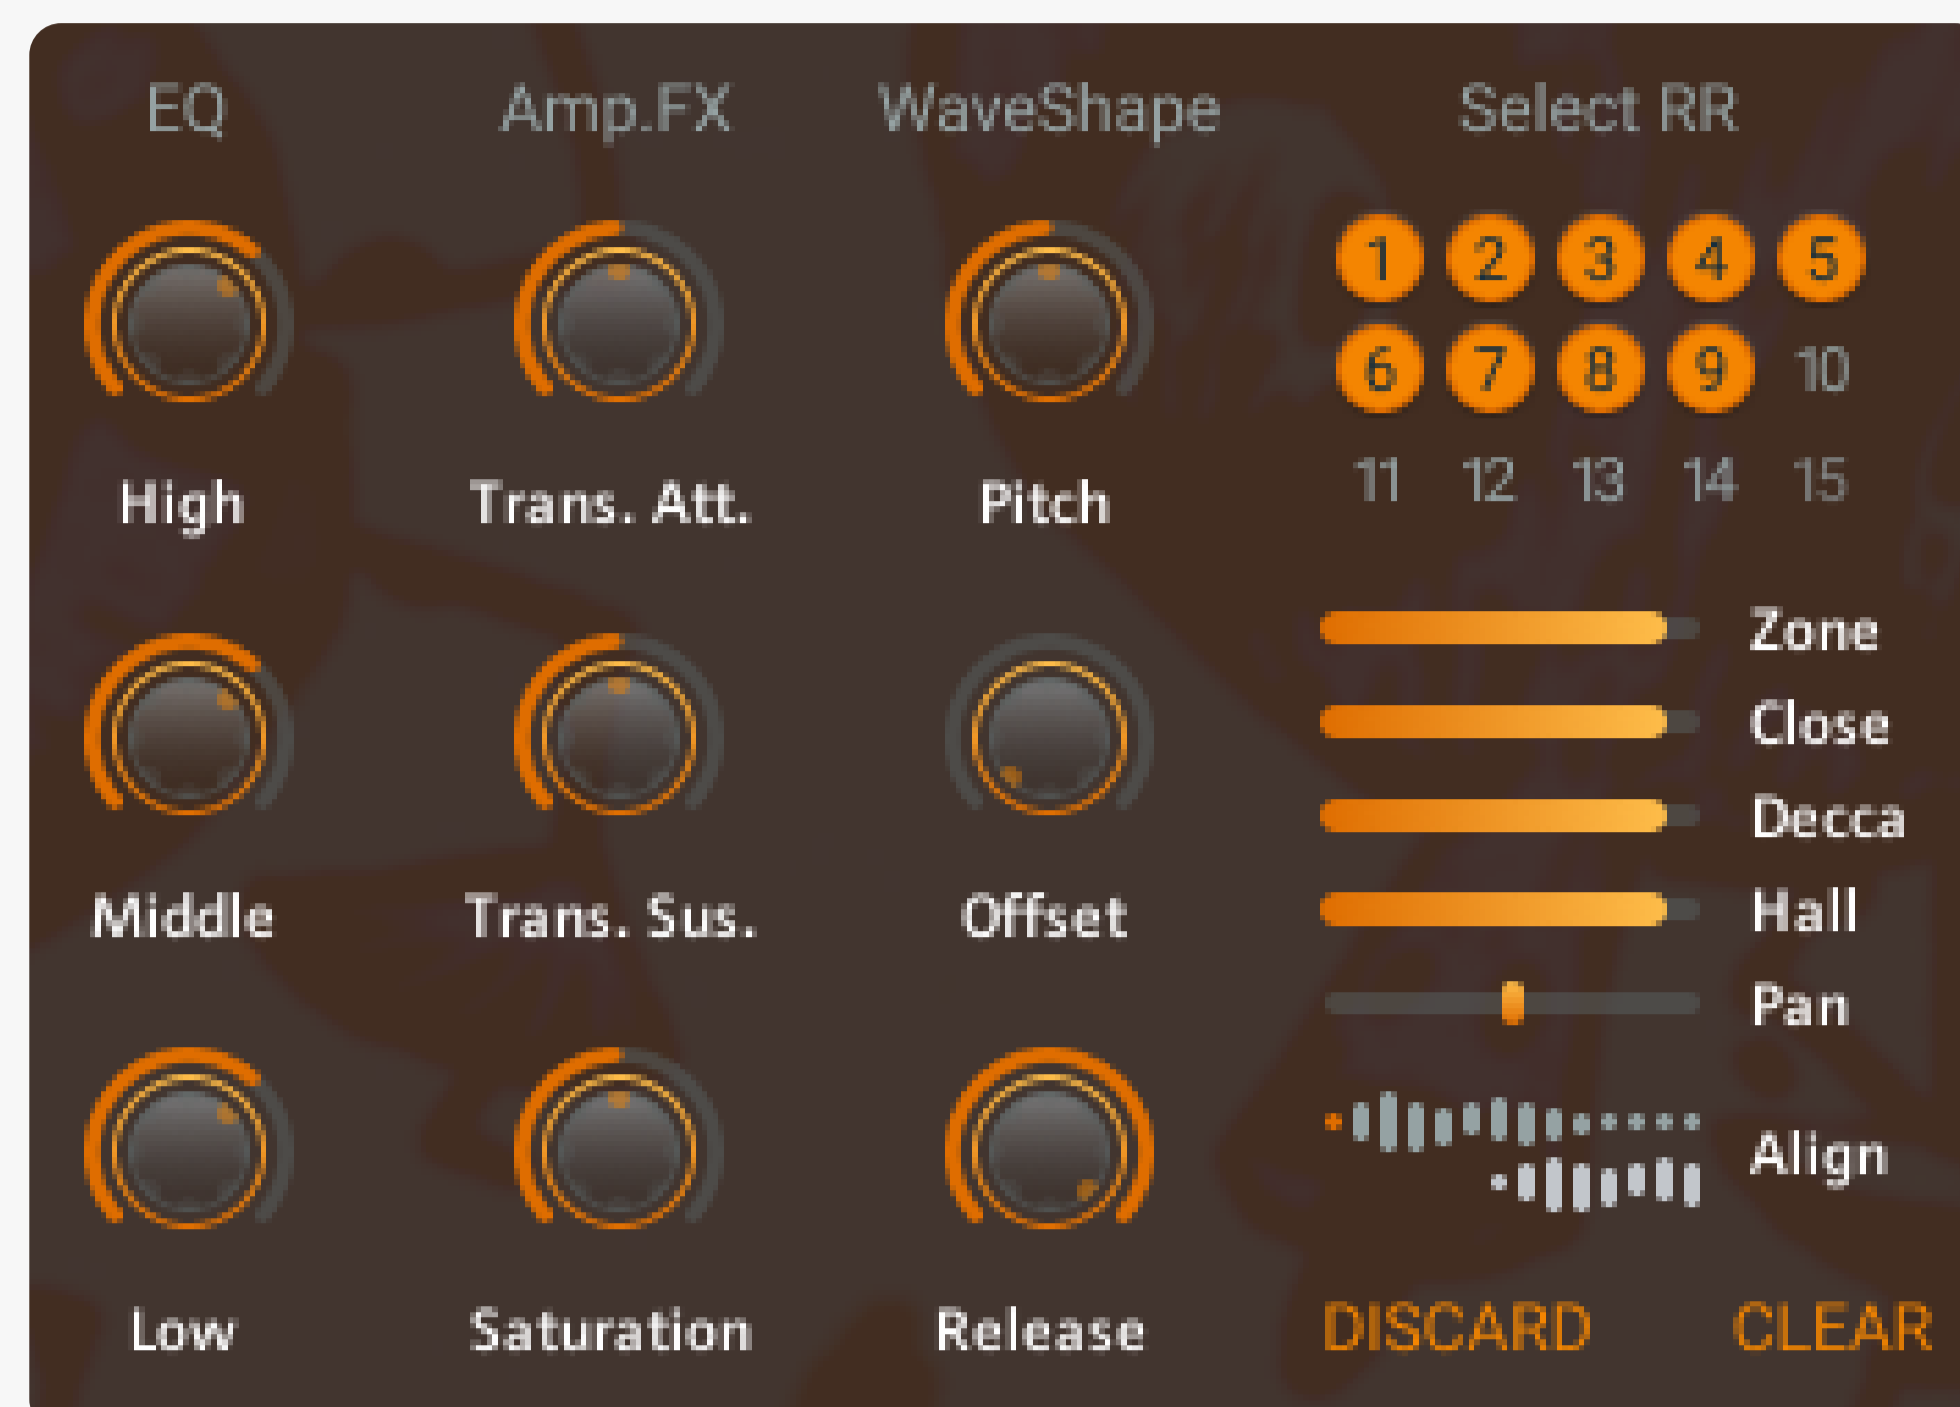 EQ Amp.FX WaveShape Select RR
1 2 3 4 5
6 7 8 9 10
11 12 13 14 15
High Trans. Att. Pitch
Zone
Close
Decca
Middle Trans. Sus. Offset Hall
Pan
Align
Low Saturation Release DISCARD CLEAR